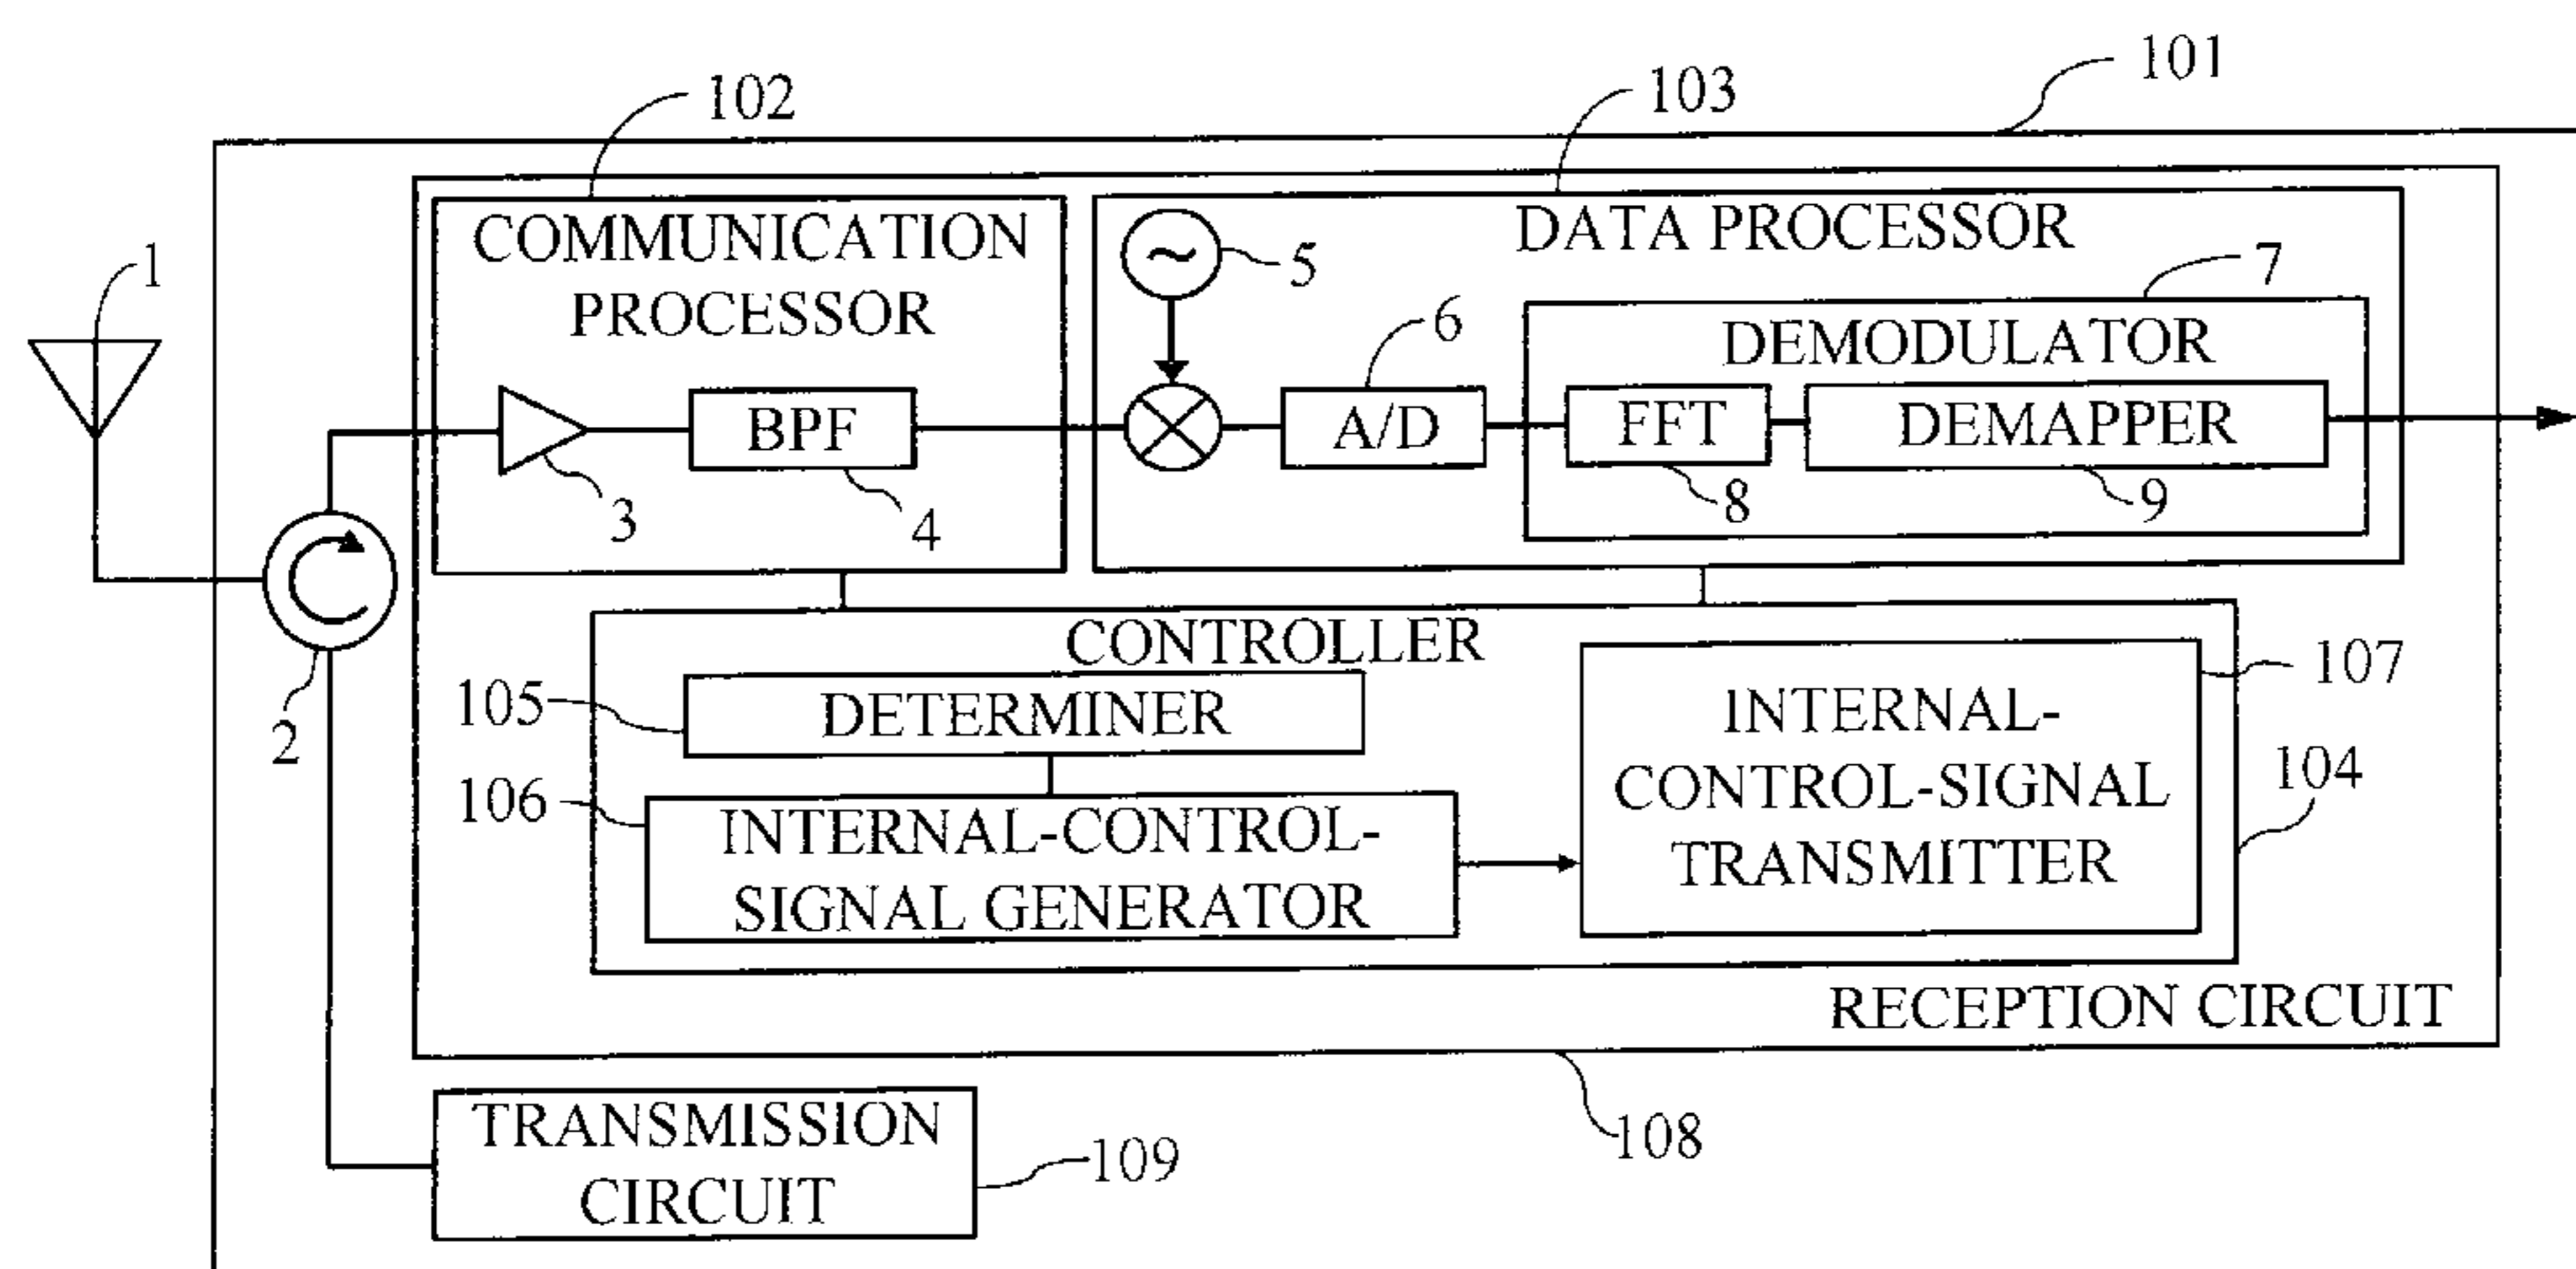 101
102
103
COMMUNICATION
PROCESSOR
DATA PROCESSOR
1
5
7
6
DEMODULATOR
BPF
A/D
FFT
DEMAPPER
3
4
8
9
CONTROLLER
2
105
DETERMINER
107
INTERNAL-
CONTROL-SIGNAL
TRANSMITTER
104
106
INTERNAL-CONTROL-
SIGNAL GENERATOR
RECEPTION CIRCUIT
108
TRANSMISSION
CIRCUIT
109